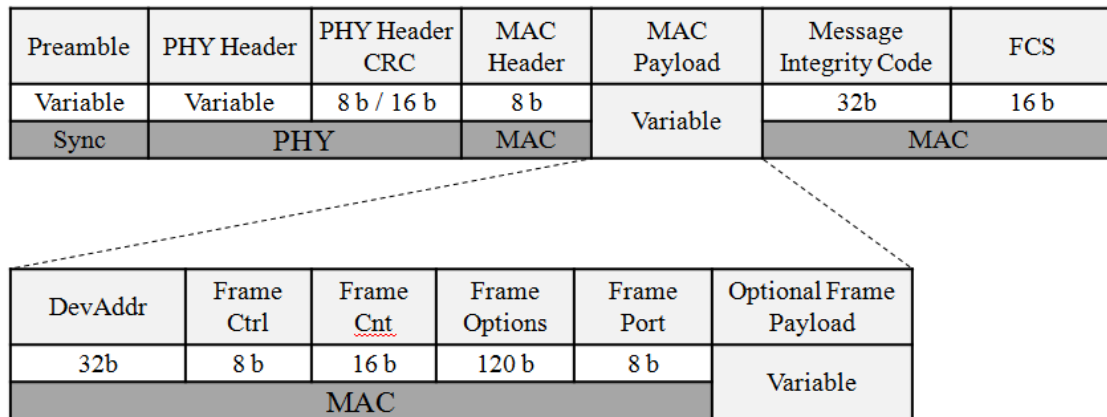 Preamble PHY Header PHY Header CRC MAC Header MAC Payload Message Integrity Code FCS
Variable Variable 8 b / 16 b 8 b Variable 32b 16 b
Sync PHY MAC MAC
DevAddr Frame Ctrl Frame Cnt Frame Options Frame Port Optional Frame Payload
32b 8 b 16 b 120 b 8 b Variable
MAC